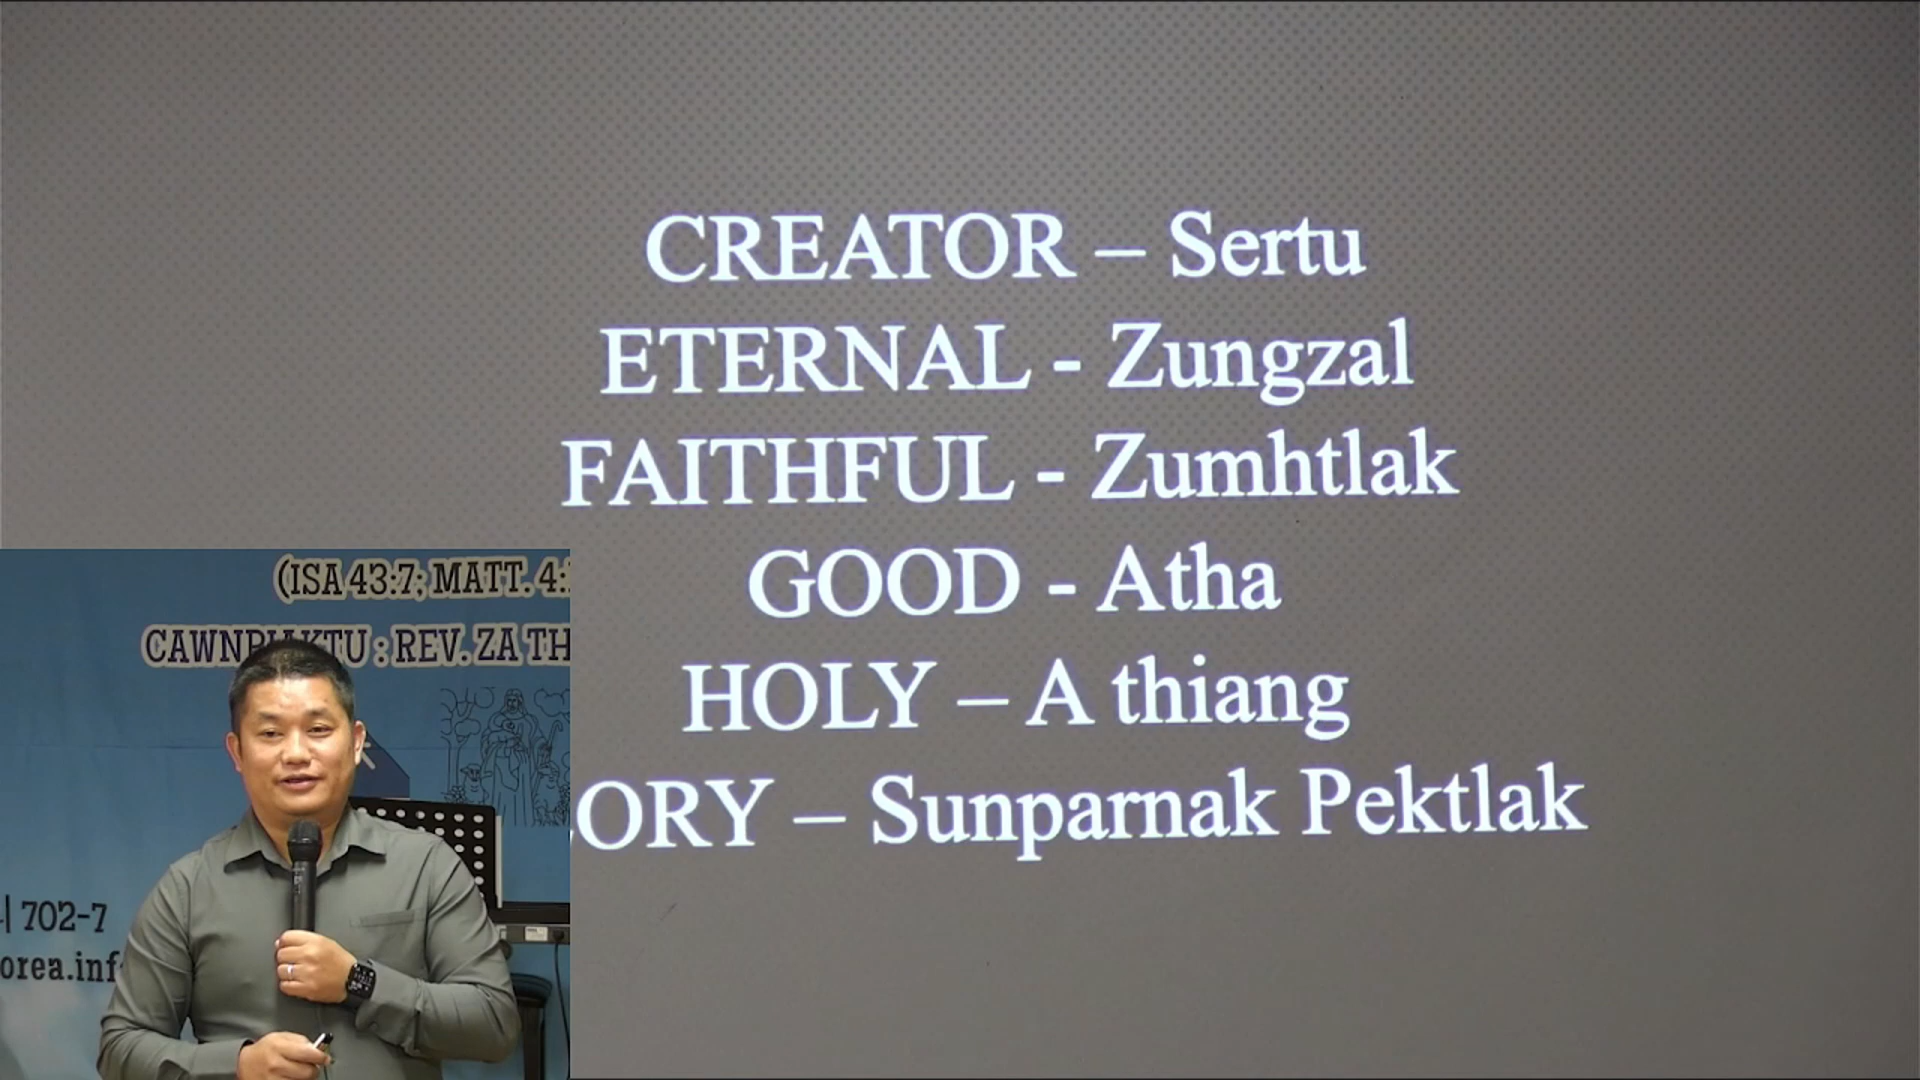 CREATOR – Sertu
ETERNAL - Zungzal
FAITHFUL - Zumhtlak
GOOD - Atha
HOLY – A thiang
ORY – Sunparnak Pektlak
(ISA 43:7; MATT. 4:
: REV. ZA TH
702-7
orea.inf